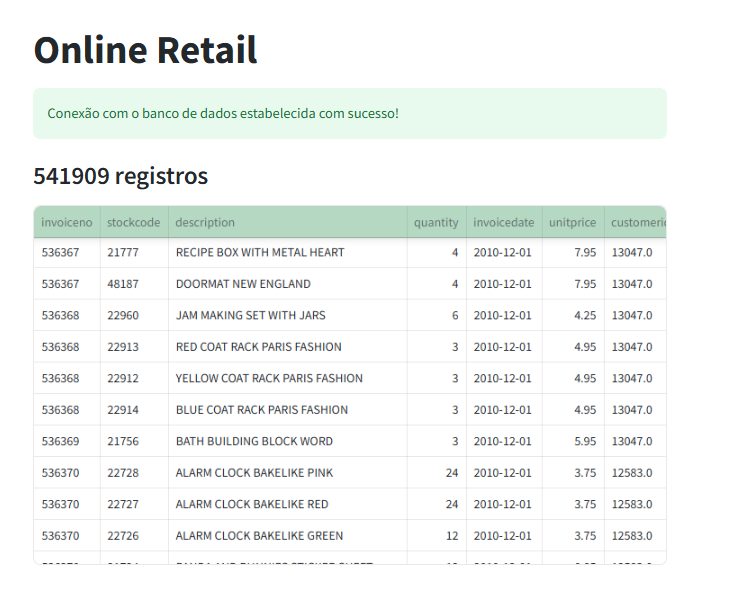 Online Retail
Conexão com o banco de dados estabelecida com sucesso!
541909 registros
invoiceno stockcode description quantity invoicedate unitprice
536367 21777 RECIPE BOX WITH METAL HEART 4 2010-12-01 7.95 13047.0
536367 48187 DOORMAT NEW ENGLAND 4 2010-12-01 7.95 13047.0
536368 22960 JAM MAKING SET WITH JARS 6 2010-12-01 4.25 13047.0
536368 22913 RED COAT RACK PARIS FASHION 3 2010-12-01 4.95 13047.0
536368 22912 YELLOW COAT RACK PARIS FASHION 3 2010-12-01 4.95 13047.0
536368 22914 BLUE COAT RACK PARIS FASHION 3 2010-12-01 4.95 13047.0
536369 21756 BATH BUILDING BLOCK WORD 3 2010-12-01 5.95 13047.0
536370 22728 ALARM CLOCK BAKELIKE PINK 24 2010-12-01 3.75 12583.0
536370 22727 ALARM CLOCK BAKELIKE RED 24 2010-12-01 3.75 12583.0
536370 22726 ALARM CLOCK BAKELIKE GREEN 12 2010-12-01 3.75 12583.0